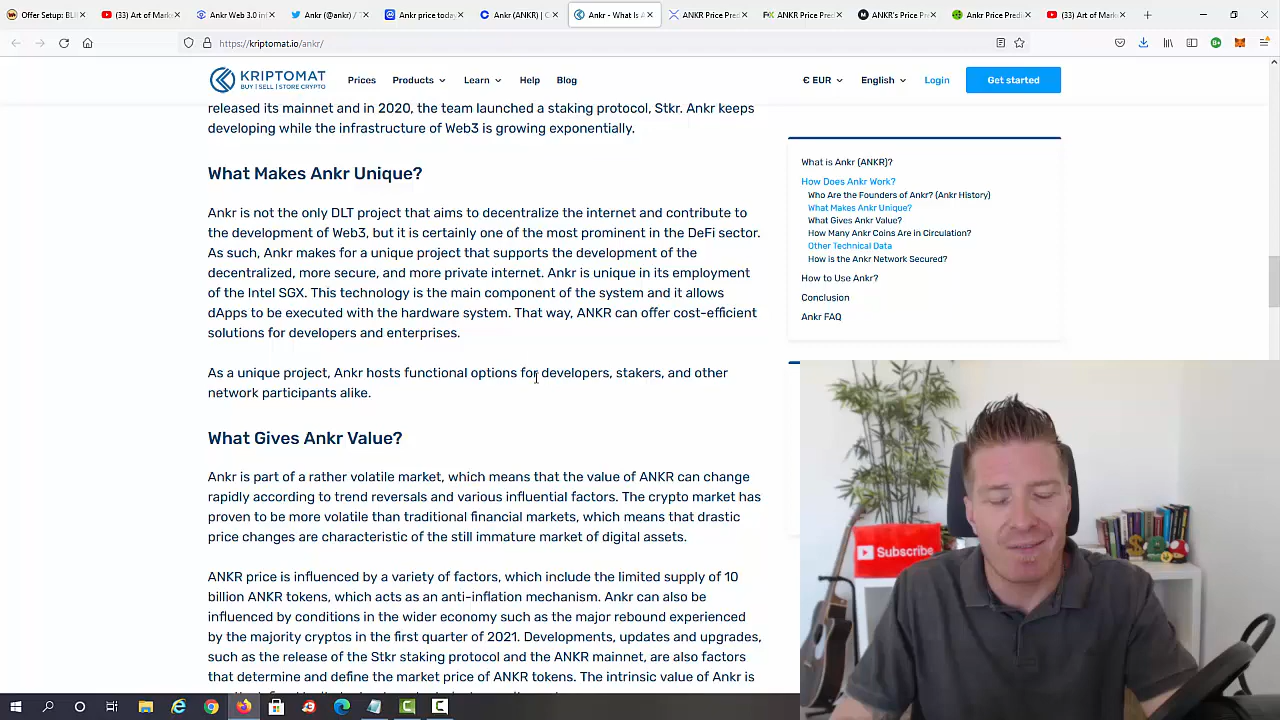 Offer Setup
(33) Art of Marke
Ankr Web 3.0 In
Ankr (@ankr) /
Ankr price toda
Ankr (ANKR) | C
Ankr - What Is A
ANKR Price Pred
ANKR Price Pred
ANKR's Price Pr
Ankr Price Predi
(33) Art of Marke
https://kriptomat.io/ankr/
KRIPTOMAT
BUY | SELL | STORE CRYPTO
Prices
Products
Learn
Help
Blog
€ EUR
English
Login
Get started
released its mainnet and in 2020, the team launched a staking protocol, Stkr. Ankr keeps
developing while the infrastructure of Web3 is growing exponentially.
What Makes Ankr Unique?
Ankr is not the only DLT project that aims to decentralize the internet and contribute to
the development of Web3, but it is certainly one of the most prominent in the DeFi sector.
As such, Ankr makes for a unique project that supports the development of the
decentralized, more secure, and more private internet. Ankr is unique in its employment
of the Intel SGX. This technology is the main component of the system and it allows
dApps to be executed with the hardware system. That way, ANKR can offer cost-efficient
solutions for developers and enterprises.
As a unique project, Ankr hosts functional options for developers, stakers, and other
network participants alike.
What Gives Ankr Value?
Ankr is part of a rather volatile market, which means that the value of ANKR can change
rapidly according to trend reversals and various influential factors. The crypto market has
proven to be more volatile than traditional financial markets, which means that drastic
price changes are characteristic of the still immature market of digital assets.
ANKR price is influenced by a variety of factors, which include the limited supply of 10
billion ANKR tokens, which acts as an anti-inflation mechanism. Ankr can also be
influenced by conditions in the wider economy such as the major rebound experienced
by the majority cryptos in the first quarter of 2021. Developments, updates and upgrades,
such as the release of the Stkr staking protocol and the ANKR mainnet, are also factors
that determine and define the market price of ANKR tokens. The intrinsic value of Ankr is
What is Ankr (ANKR)?
How Does Ankr Work?
Who Are the Founders of Ankr? (Ankr History)
What Makes Ankr Unique?
What Gives Ankr Value?
How Many Ankr Coins Are in Circulation?
Other Technical Data
How is the Ankr Network Secured?
How to Use Ankr?
Conclusion
Ankr FAQ
Subscribe